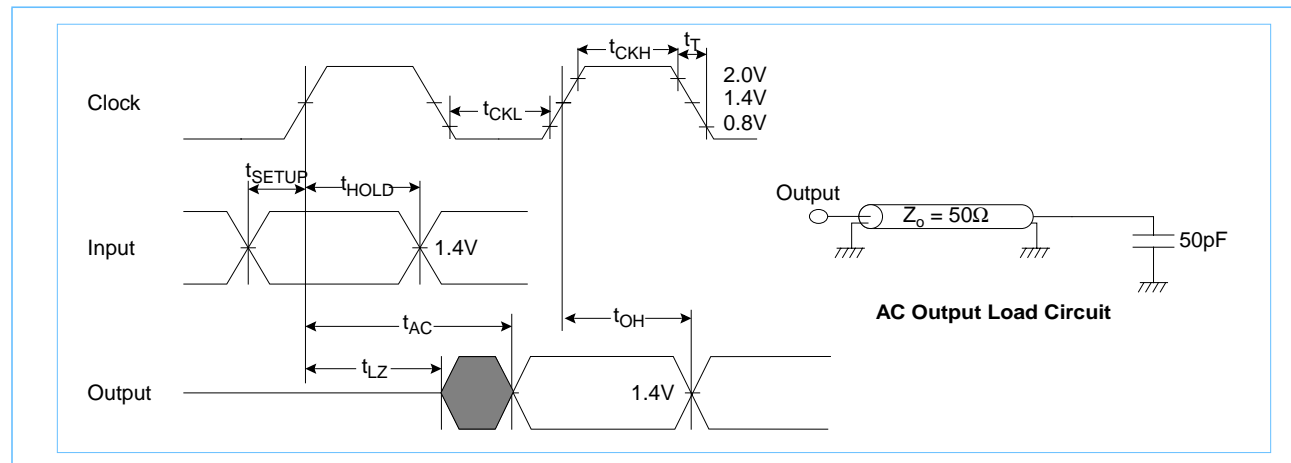 tCKH
tT
2.0V
1.4V
0.8V
Clock
tCKL
tSETUP
tHOLD
Input
1.4V
Output
Zo = 50Ω
50pF
AC Output Load Circuit
tAC
tOH
tLZ
Output
1.4V